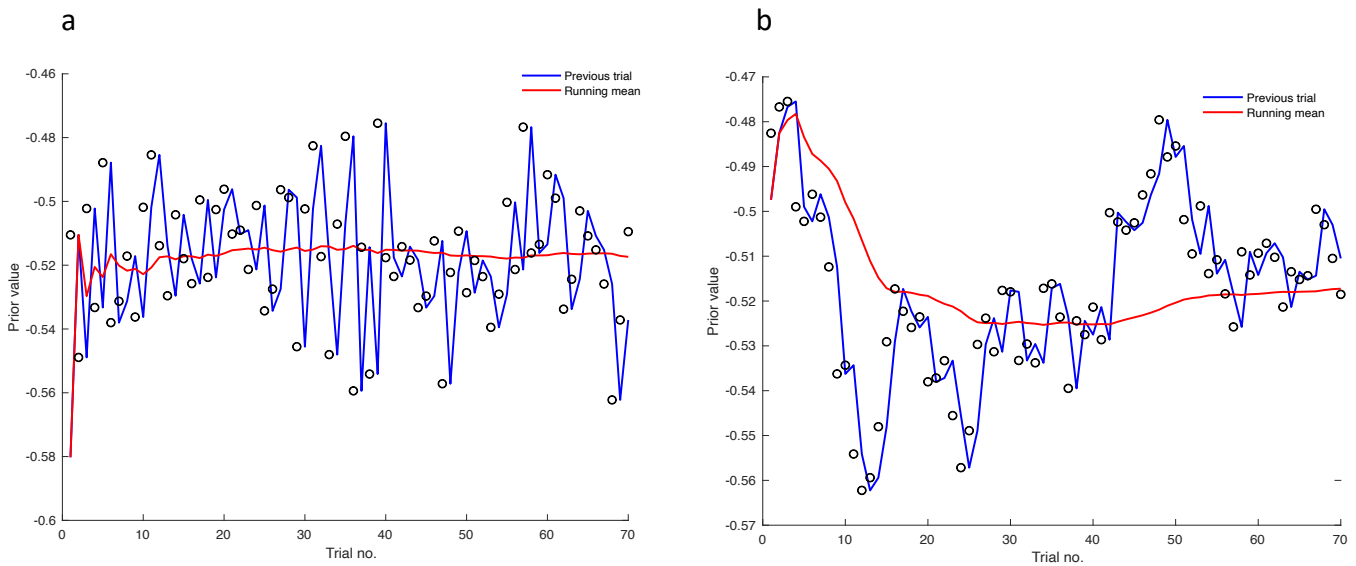 a
Prior value
-0.46
-0.48
-0.5
-0.52
-0.54
-0.56
-0.58
-0.6
0 10 20 30 40 50 60 70
Trial no.
Previous trial
Running mean
b
Prior value
-0.47
-0.48
-0.49
-0.5
-0.51
-0.52
-0.53
-0.54
-0.55
-0.56
-0.57
0 10 20 30 40 50 60 70
Trial no.
Previous trial
Running mean